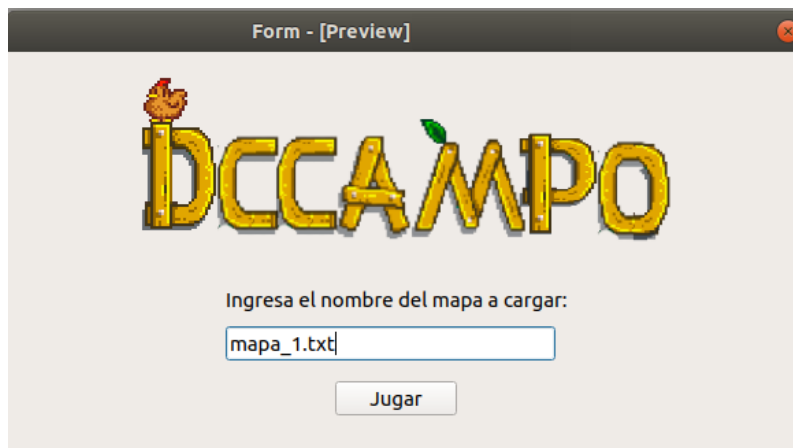 Form - [Preview]
DCCAMPO
Ingresa el nombre del mapa a cargar:
mapa_1.txt
Jugar